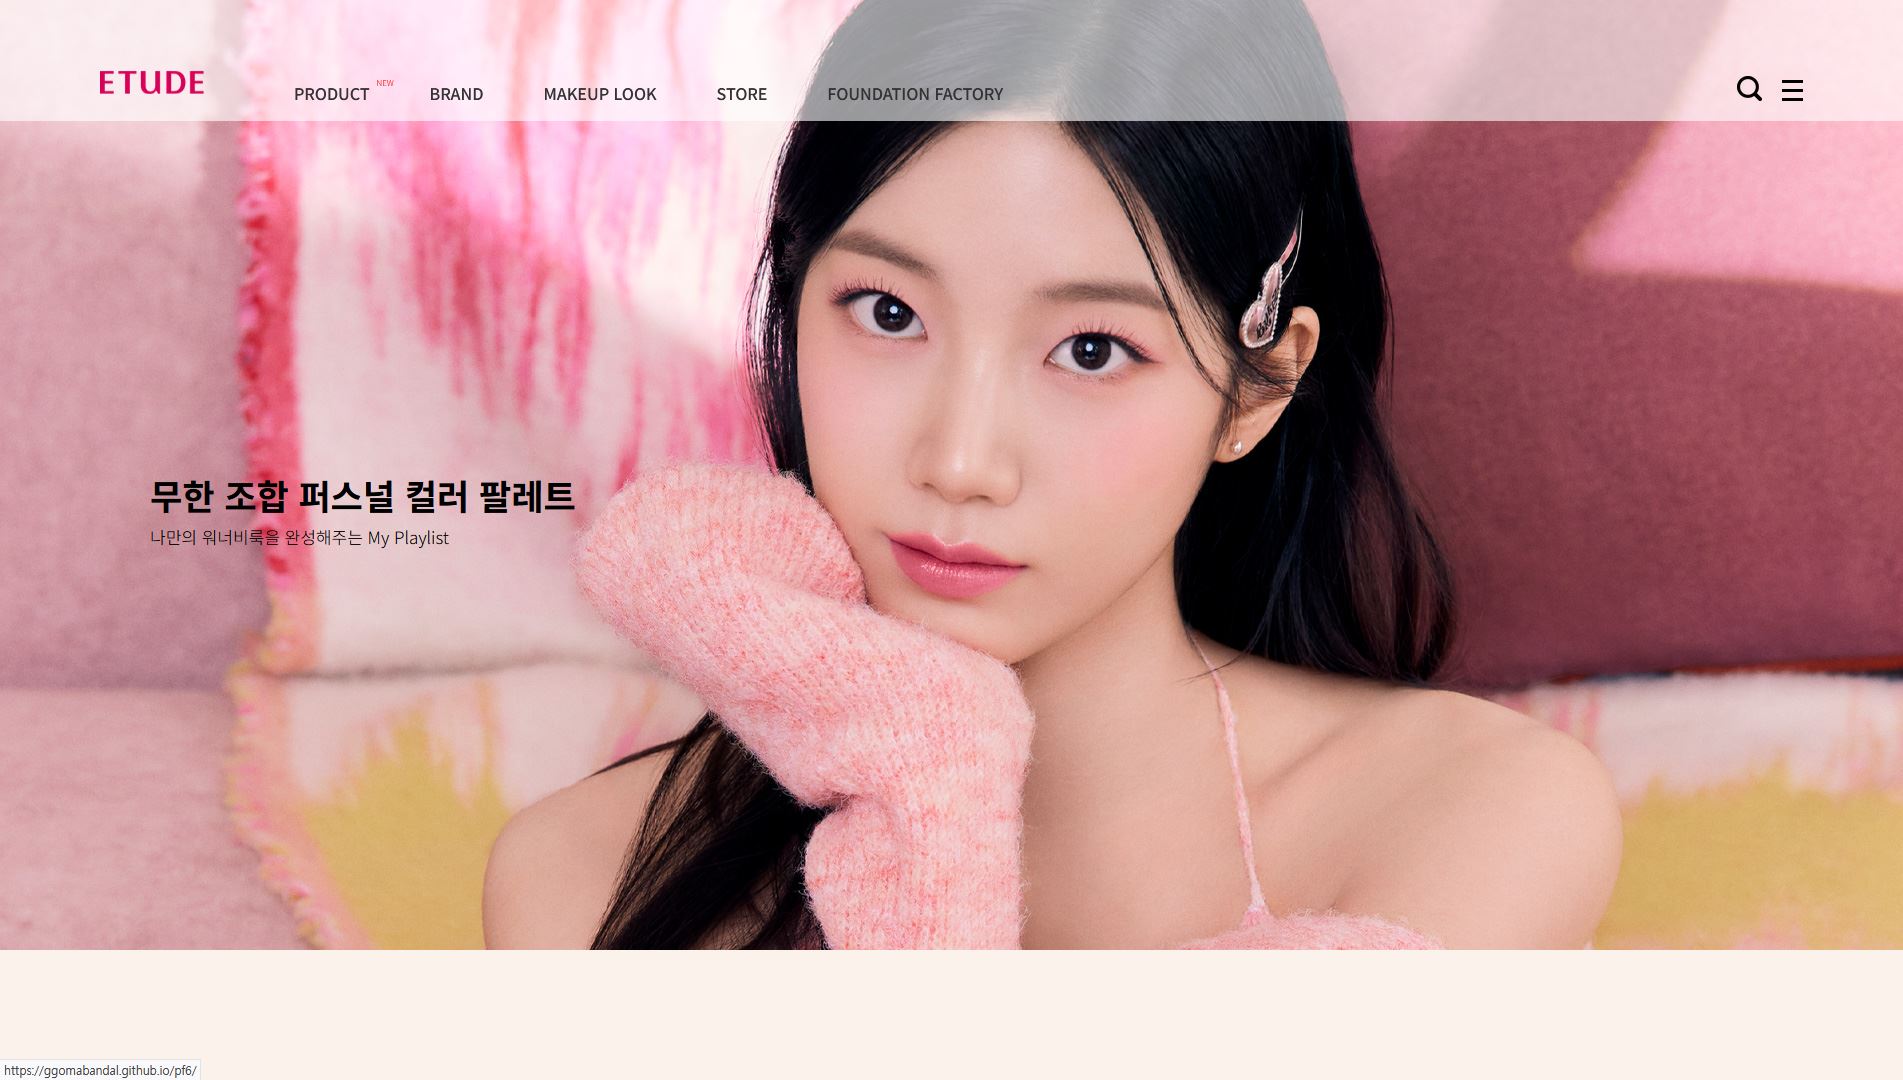 ETUDE
PRODUCT NEW BRAND MAKEUP LOOK STORE FOUNDATION FACTORY
무한 조합 퍼스널 컬러 팔레트
나만의 워너비룩을 완성해주는 My Playlist
https://ggomabandal.github.io/pf6/